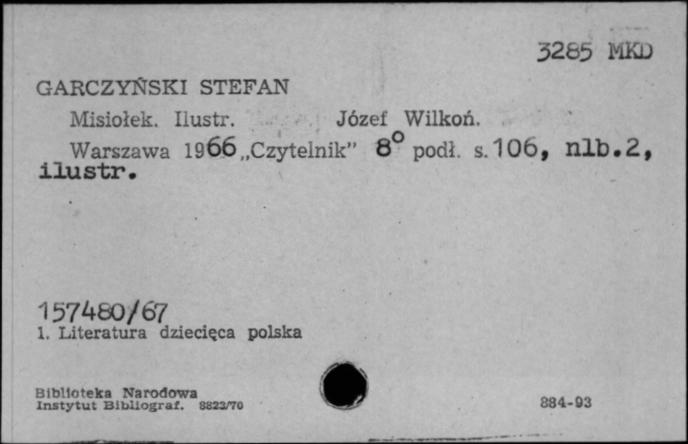 3285 MKD
GARCZYŃSKI STEFAN
Misiołek. Ilustr. Józef Wilkoń.
Warszawa 1966 „Czytelnik” 8° podł. s. 106, nlb. 2,
ilustr.
157480/67
1. Literatura dziecięca polska
Biblioteka Narodowa
Instytut Bibliograf. 8822/70
884-93